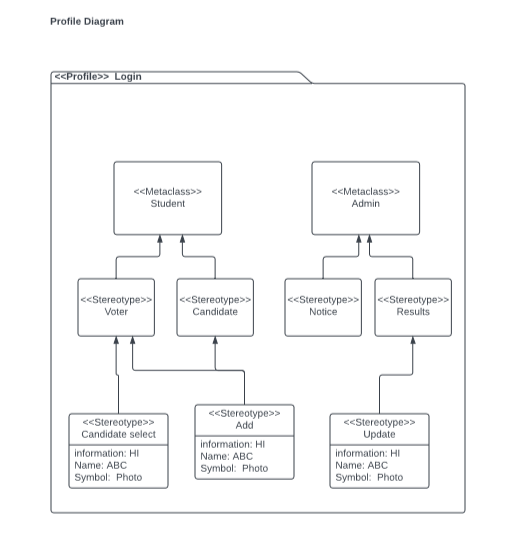 Profile Diagram
<<Profile>> Login
<<Metaclass>>
Student
<<Metaclass>>
Admin
<<Stereotype>>
Voter
<<Stereotype>>
Candidate
<<Stereotype>>
Notice
<<Stereotype>>
Results
<<Stereotype>>
Candidate select
information: HI
Name: ABC
Symbol: Photo
<<Stereotype>>
Add
information: HI
Name: ABC
Symbol: Photo
<<Stereotype>>
Update
information: HI
Name: ABC
Symbol: Photo